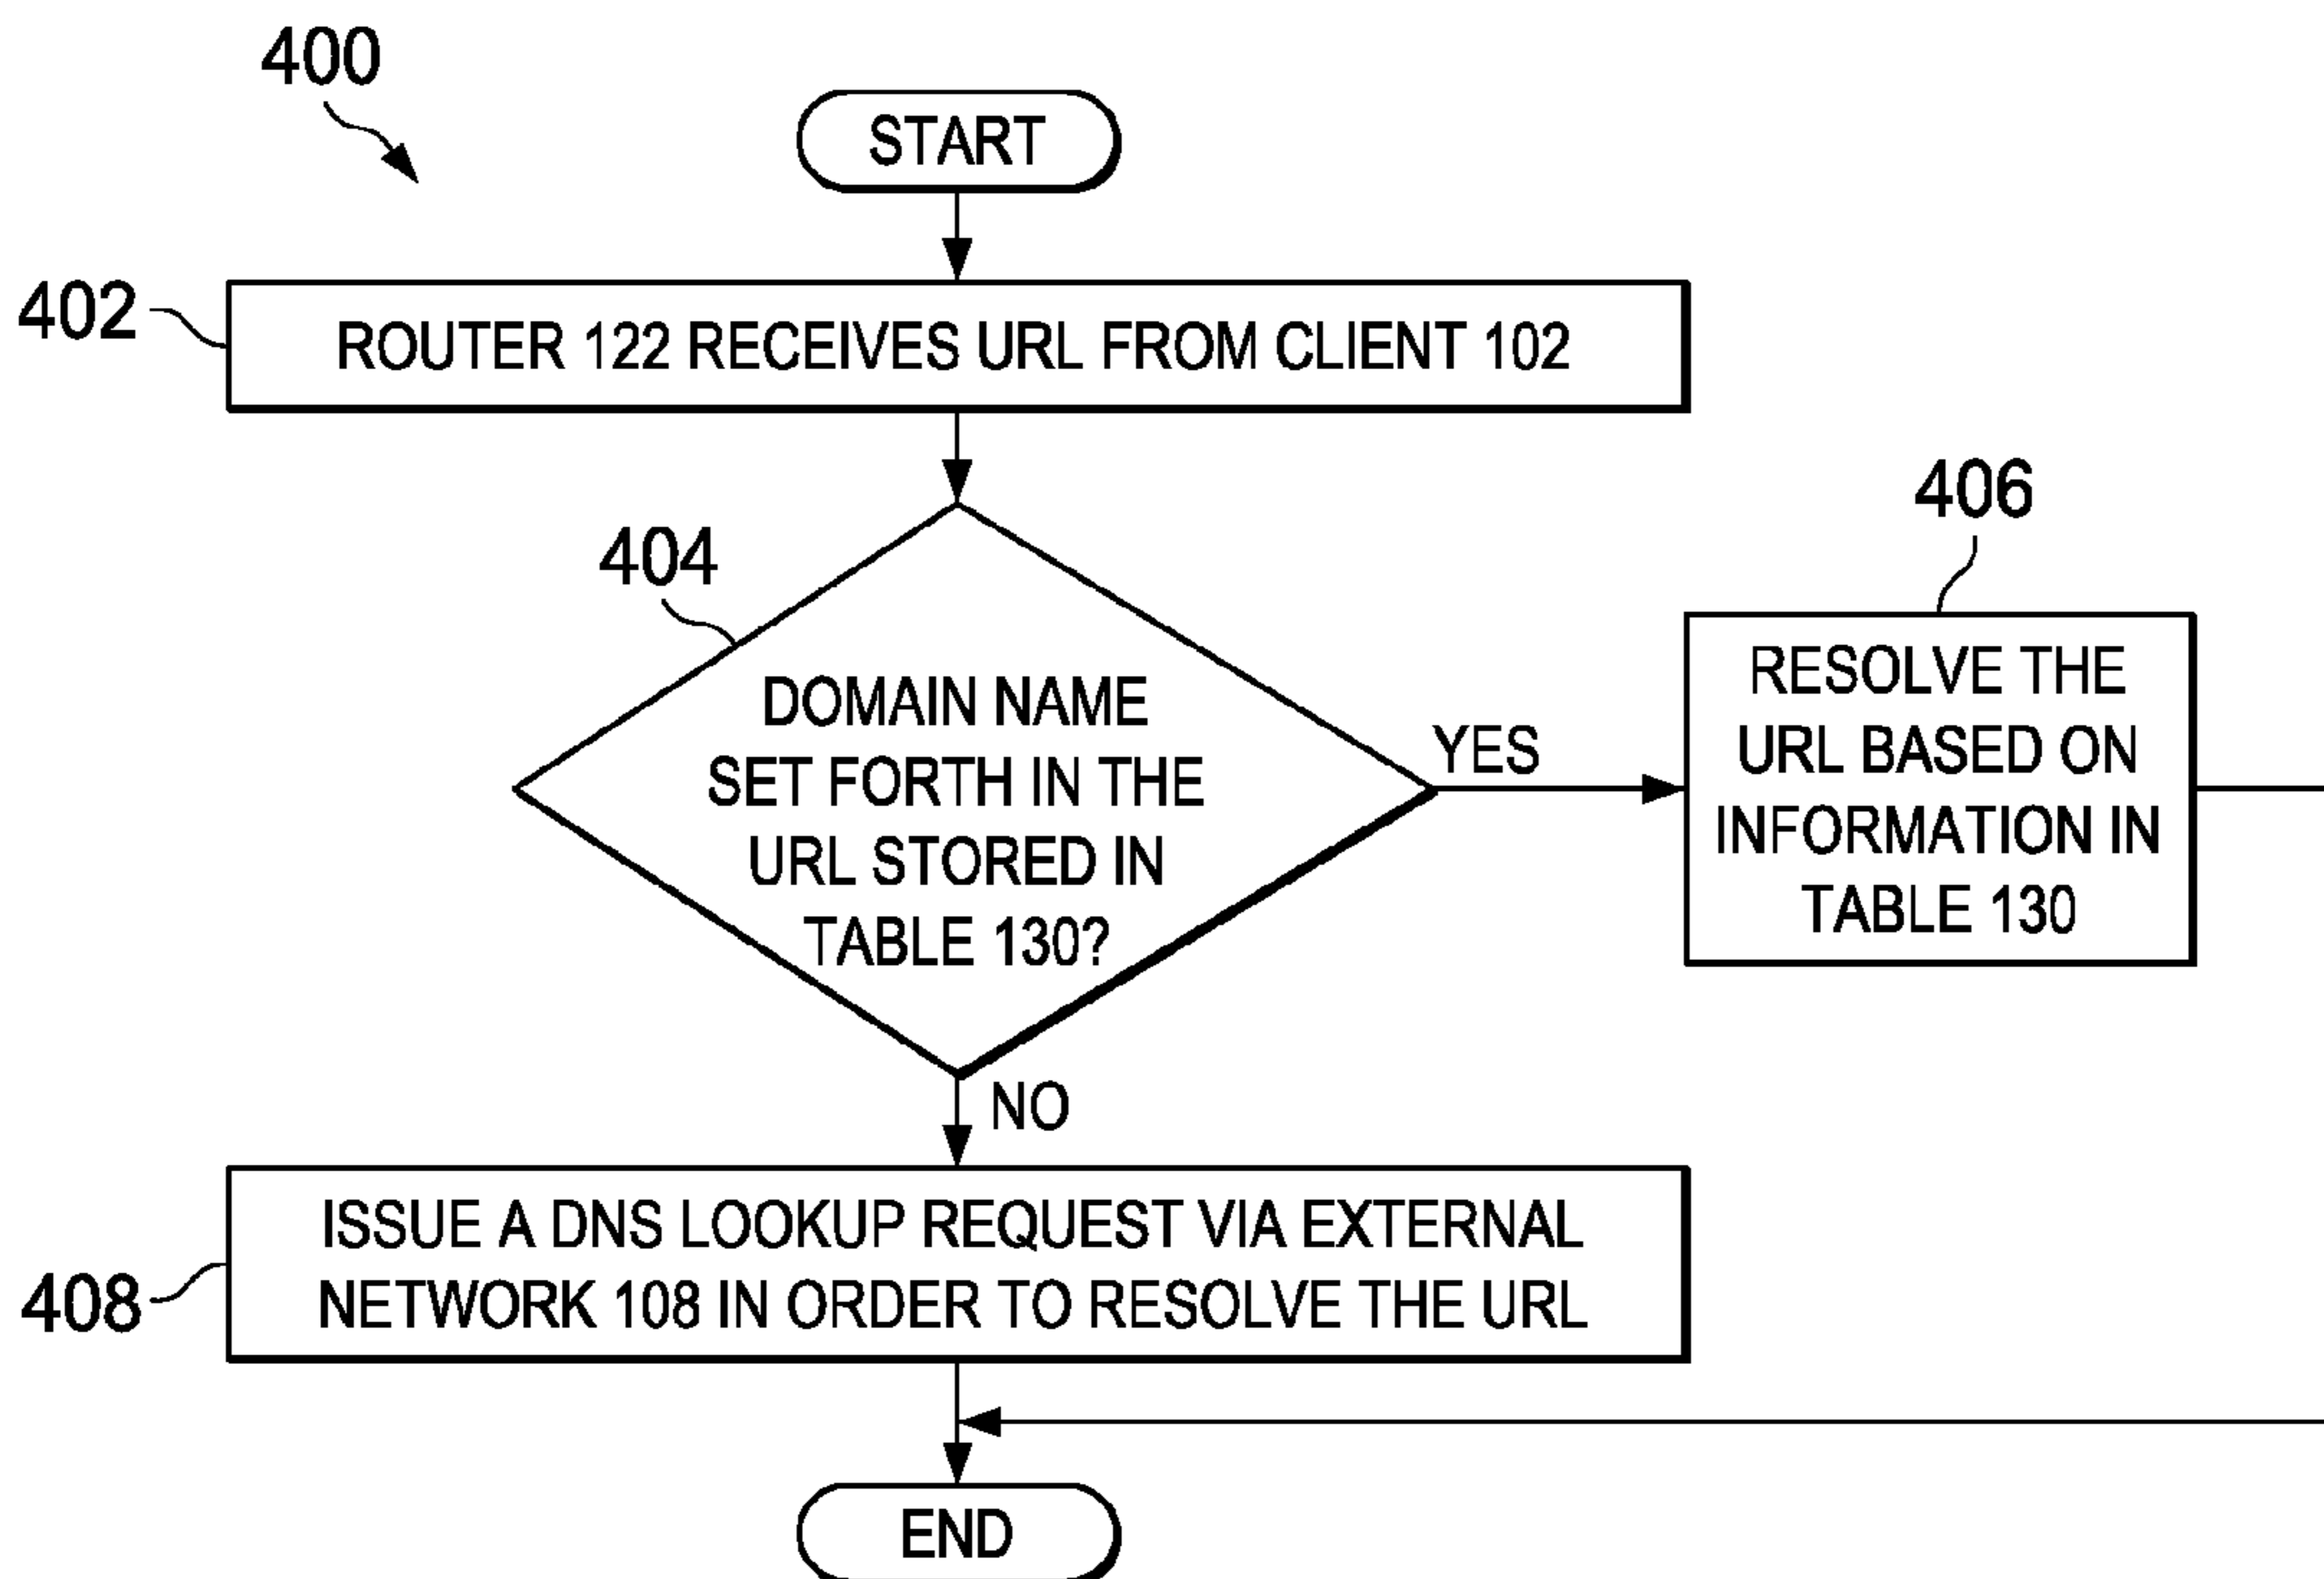 400
START
402
ROUTER 122 RECEIVES URL FROM CLIENT 102
404
DOMAIN NAME
SET FORTH IN THE
URL STORED IN
TABLE 130?
YES
406
RESOLVE THE
URL BASED ON
INFORMATION IN
TABLE 130
NO
408
ISSUE A DNS LOOKUP REQUEST VIA EXTERNAL
NETWORK 108 IN ORDER TO RESOLVE THE URL
END